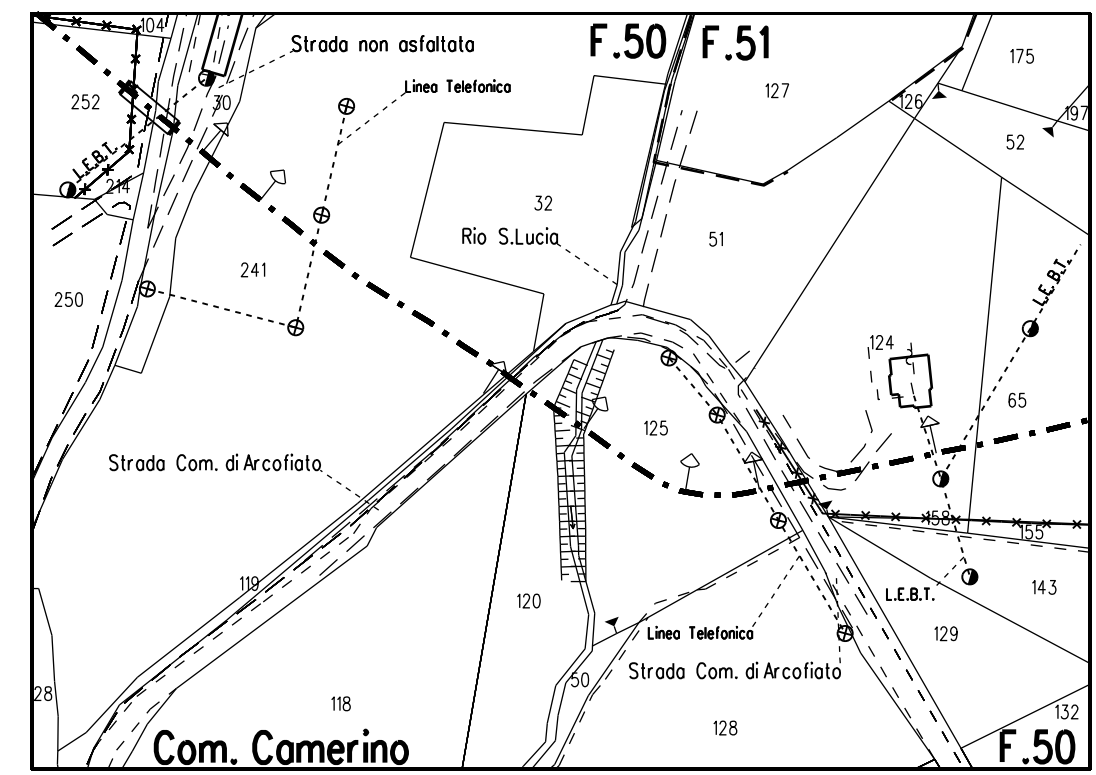 104
F.50
F.51
Strada non asfaltata
175
Linea Telefonica
127
252
30
126
197
52
L.E.B.T.
214
32
Rio S.Lucia
51
241
250
L.E.B.T.
124
65
125
Strada Com. di Arcofiato
158
155
119
120
143
L.E.B.T.
129
Linea Telefonica
Strada Com. di Arcofiato
50
28
118
128
132
Com. Camerino
F.50